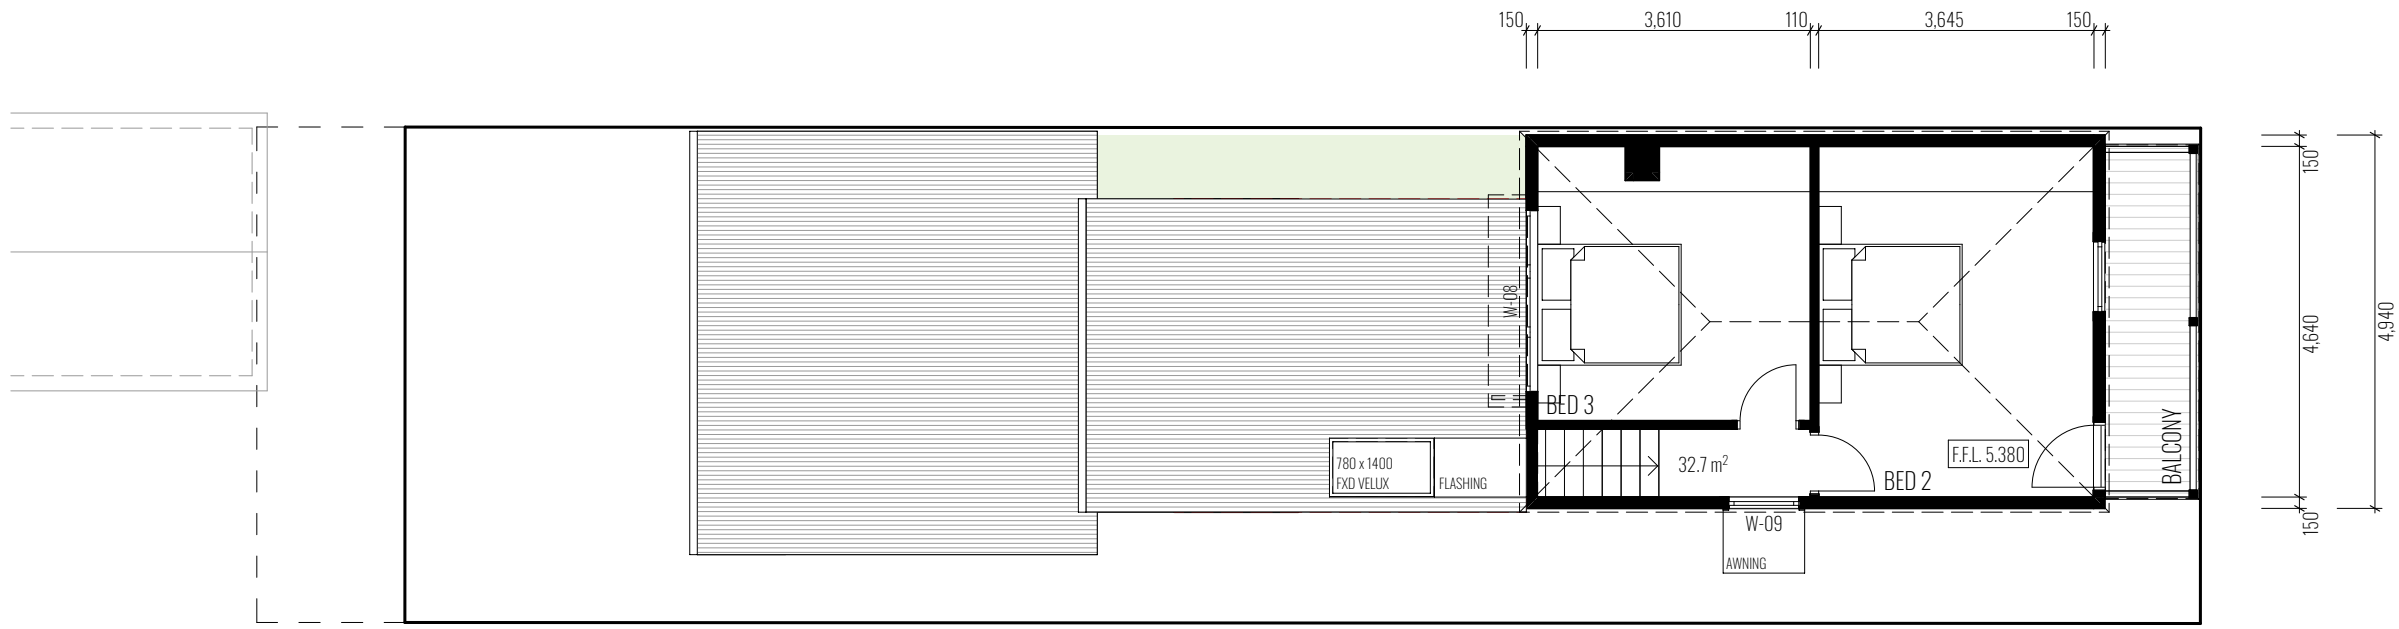 150
3,610
110
3,645
150
150
4,640
4,940
150
W-08
BED 3
780 x 1400
FXD VELUX
FLASHING
32.7 m²
BED 2
F.F.L. 5.380
BALCONY
W-09
AWNING